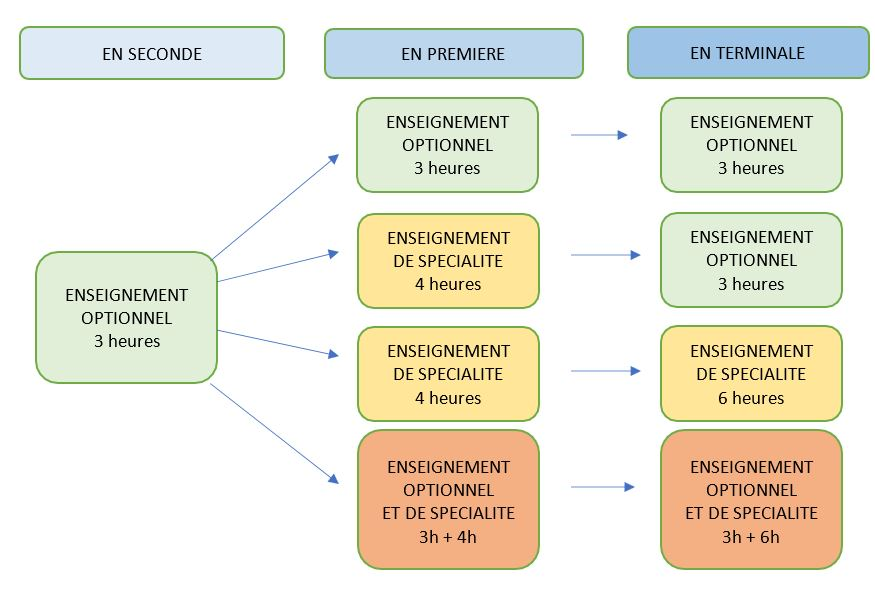 EN SECONDE
EN PREMIERE
EN TERMINALE
ENSEIGNEMENT
OPTIONNEL
3 heures
ENSEIGNEMENT
OPTIONNEL
3 heures
ENSEIGNEMENT
OPTIONNEL
3 heures
ENSEIGNEMENT
DE SPECIALITE
4 heures
ENSEIGNEMENT
OPTIONNEL
3 heures
ENSEIGNEMENT
DE SPECIALITE
4 heures
ENSEIGNEMENT
DE SPECIALITE
6 heures
ENSEIGNEMENT
OPTIONNEL
ET DE SPECIALITE
3h + 4h
ENSEIGNEMENT
OPTIONNEL
ET DE SPECIALITE
3h + 6h